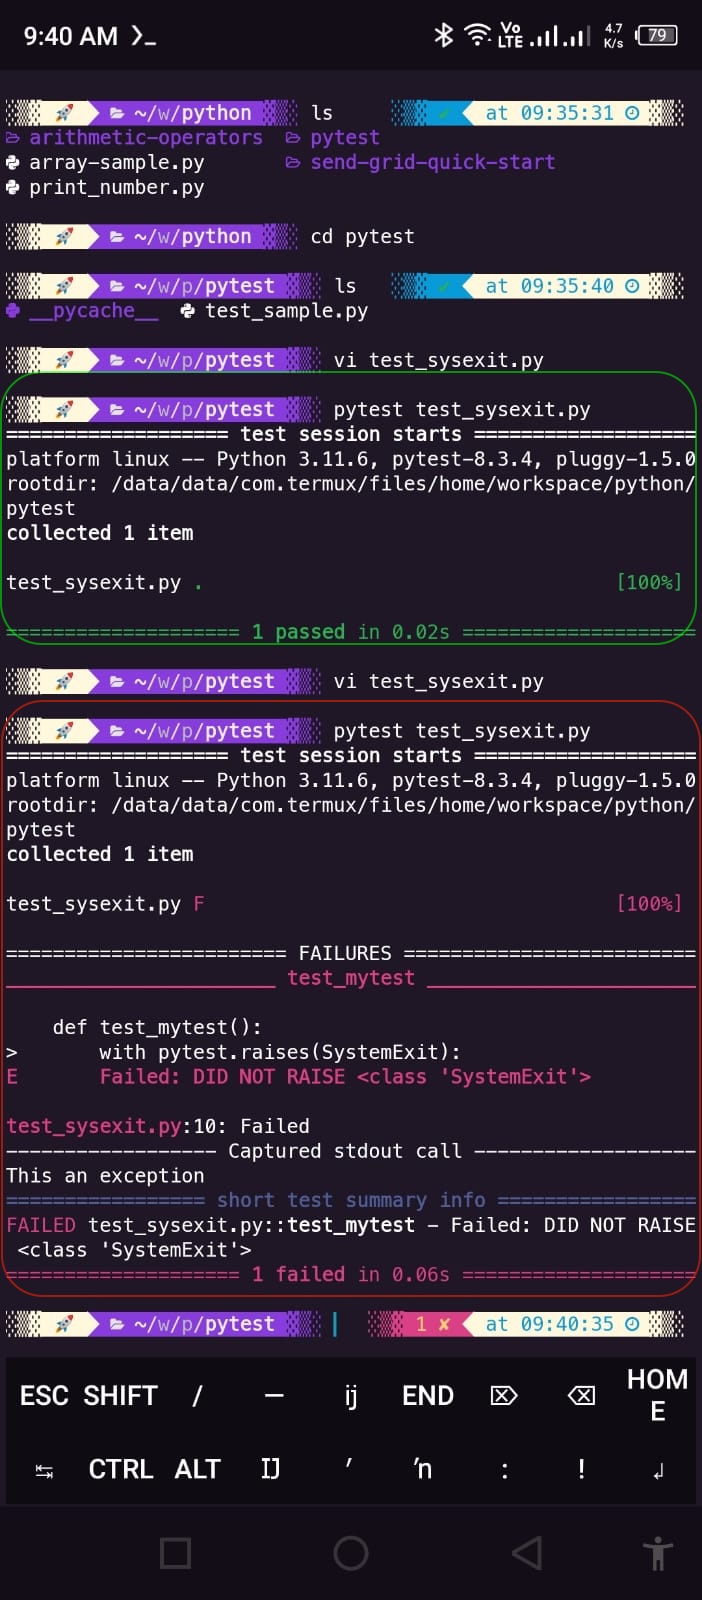 9:40 AM
Vo LTE 4.7 K/s 79
~/w/python ls at 09:35:31
arithmetic-operators pytest
array-sample.py send-grid-quick-start
print_number.py
~/w/python cd pytest
~/w/p/pytest ls at 09:35:40
__pycache__ test_sample.py
~/w/p/pytest vi test_sysexit.py
~/w/p/pytest pytest test_sysexit.py
=================== test session starts ===================
platform linux -- Python 3.11.6, pytest-8.3.4, pluggy-1.5.0
rootdir: /data/data/com.termux/files/home/workspace/python/
pytest
collected 1 item
test_sysexit.py . [100%]
==================== 1 passed in 0.02s ====================
~/w/p/pytest vi test_sysexit.py
~/w/p/pytest pytest test_sysexit.py
=================== test session starts ===================
platform linux -- Python 3.11.6, pytest-8.3.4, pluggy-1.5.0
rootdir: /data/data/com.termux/files/home/workspace/python/
pytest
collected 1 item
test_sysexit.py F [100%]
======================== FAILURES =========================
_______________________ test_mytest _______________________
def test_mytest():
> with pytest.raises(SystemExit):
E Failed: DID NOT RAISE <class 'SystemExit'>
test_sysexit.py:10: Failed
------------------ Captured stdout call -------------------
This an exception
================= short test summary info =================
FAILED test_sysexit.py::test_mytest - Failed: DID NOT RAISE
<class 'SystemExit'>
==================== 1 failed in 0.06s ====================
~/w/p/pytest 1 ✘ at 09:40:35
ESC SHIFT / — ij END HOME
CTRL ALT IJ ′ ŉ : !